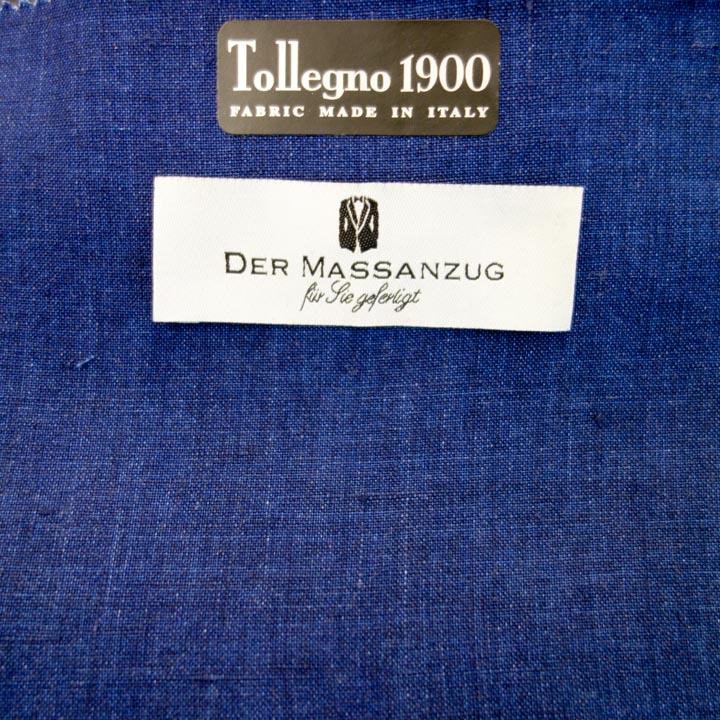 Tollegno 1900
FABRIC MADE IN ITALY
DER MASSANZUG
für Sie gefertigt